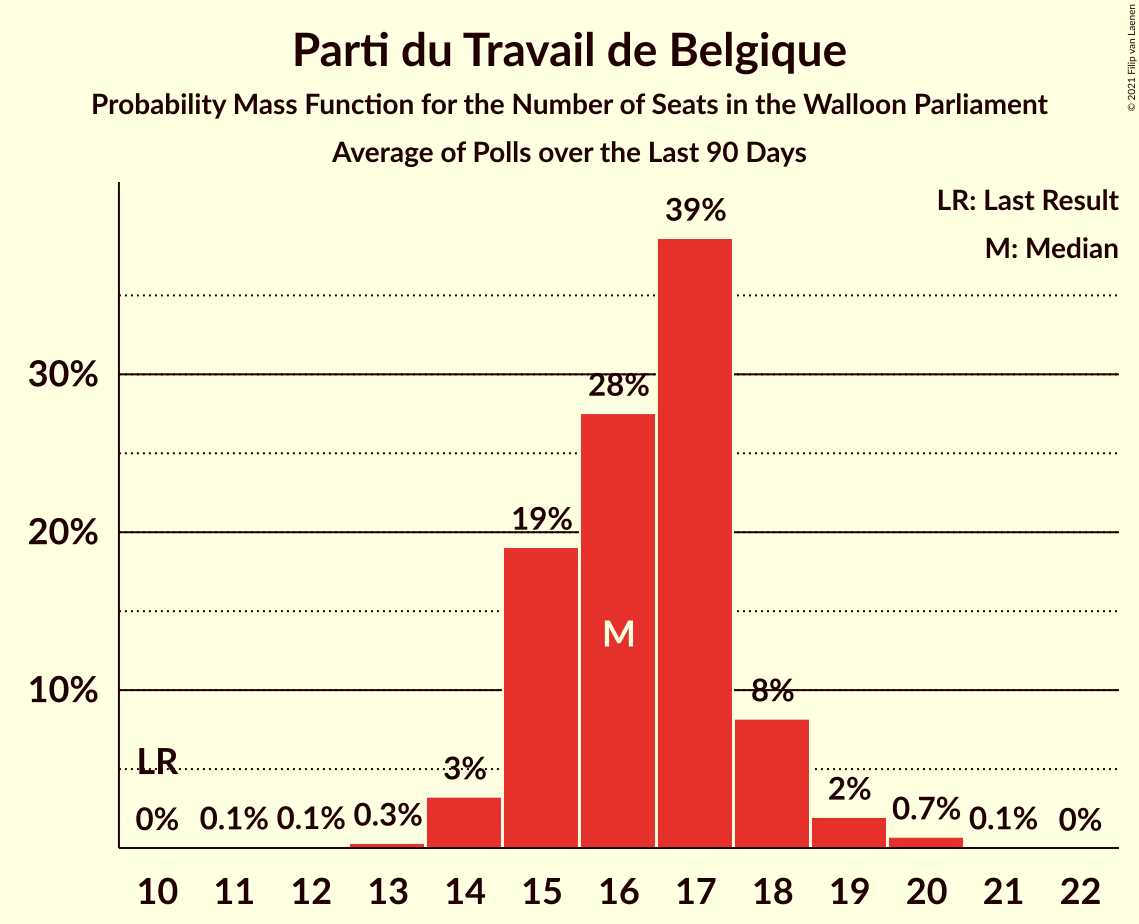 Parti du Travail de Belgique
Probability Mass Function for the Number of Seats in the Walloon Parliament
Average of Polls over the Last 90 Days
© 2021 Filip van Laenen
LR: Last Result
M: Median
39%
30%
28%
20%
19%
M
10%
8%
LR
3%
2%
0%
0.1%
0.1%
0.3%
0.7%
0.1%
0%
10 11 12 13 14 15 16 17 18 19 20 21 22